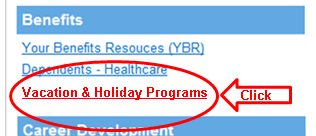 Benefits
Your Benefits Resouces (YBR)
Dependents - Healthcare
Vacation & Holiday Programs
Click
Career Development